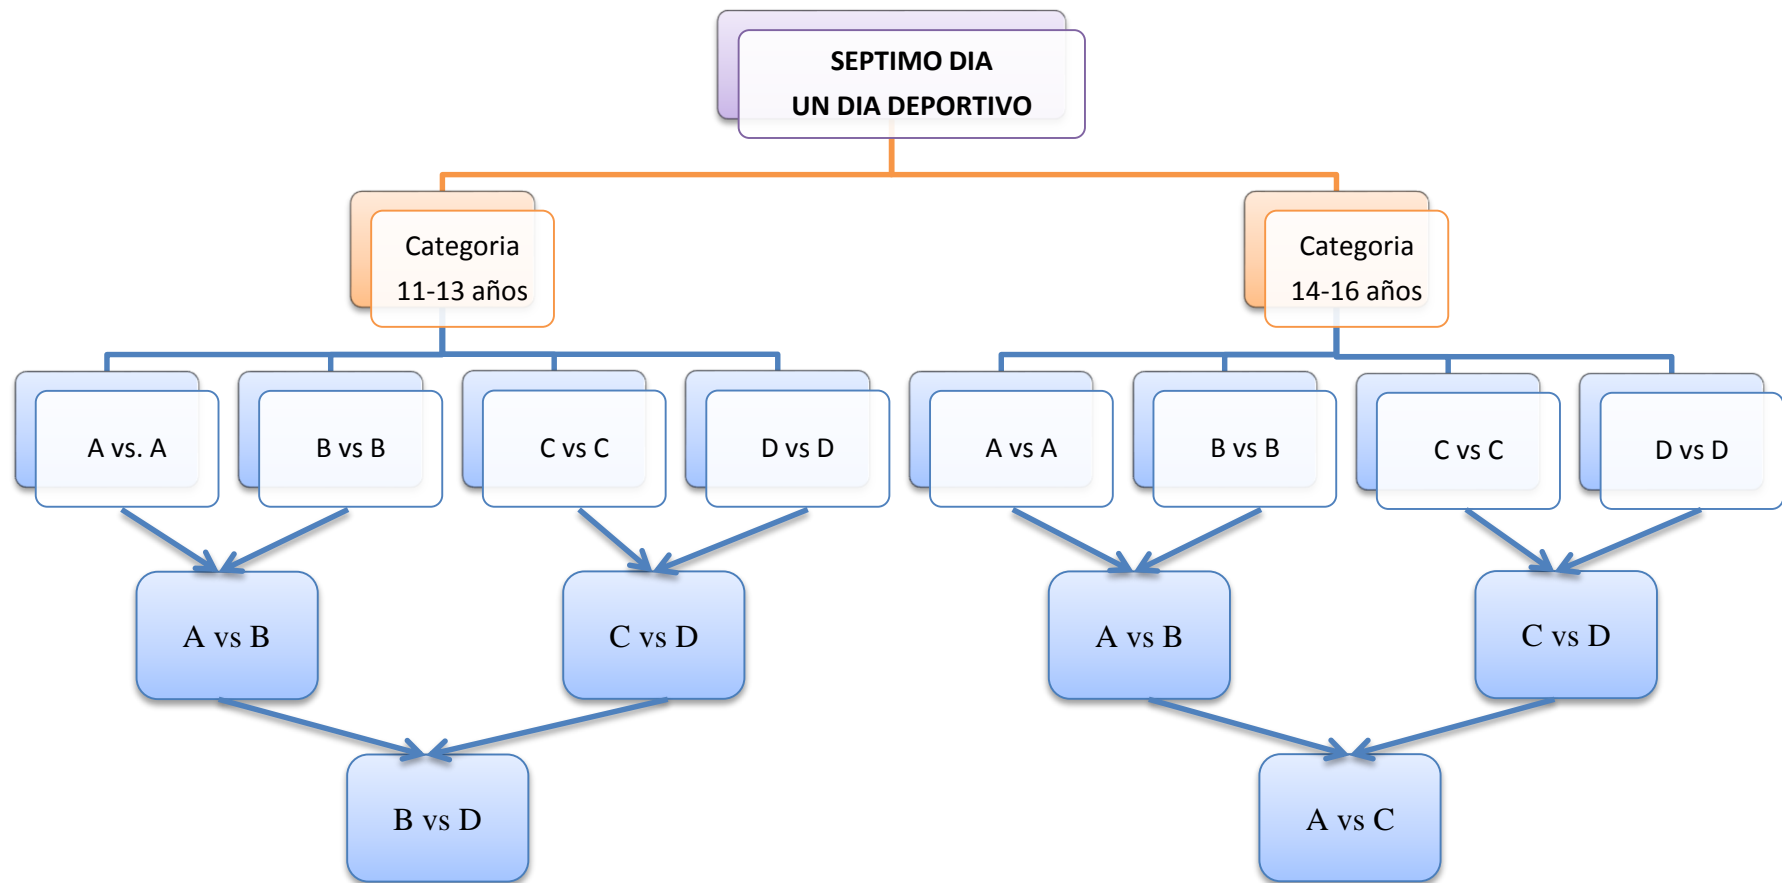 SEPTIMO DIA
UN DIA DEPORTIVO
Categoria
11-13 años
Categoria
14-16 años
A vs. A
B vs B
C vs C
D vs D
A vs A
B vs B
C vs C
D vs D
A vs B
C vs D
A vs B
C vs D
B vs D
A vs C